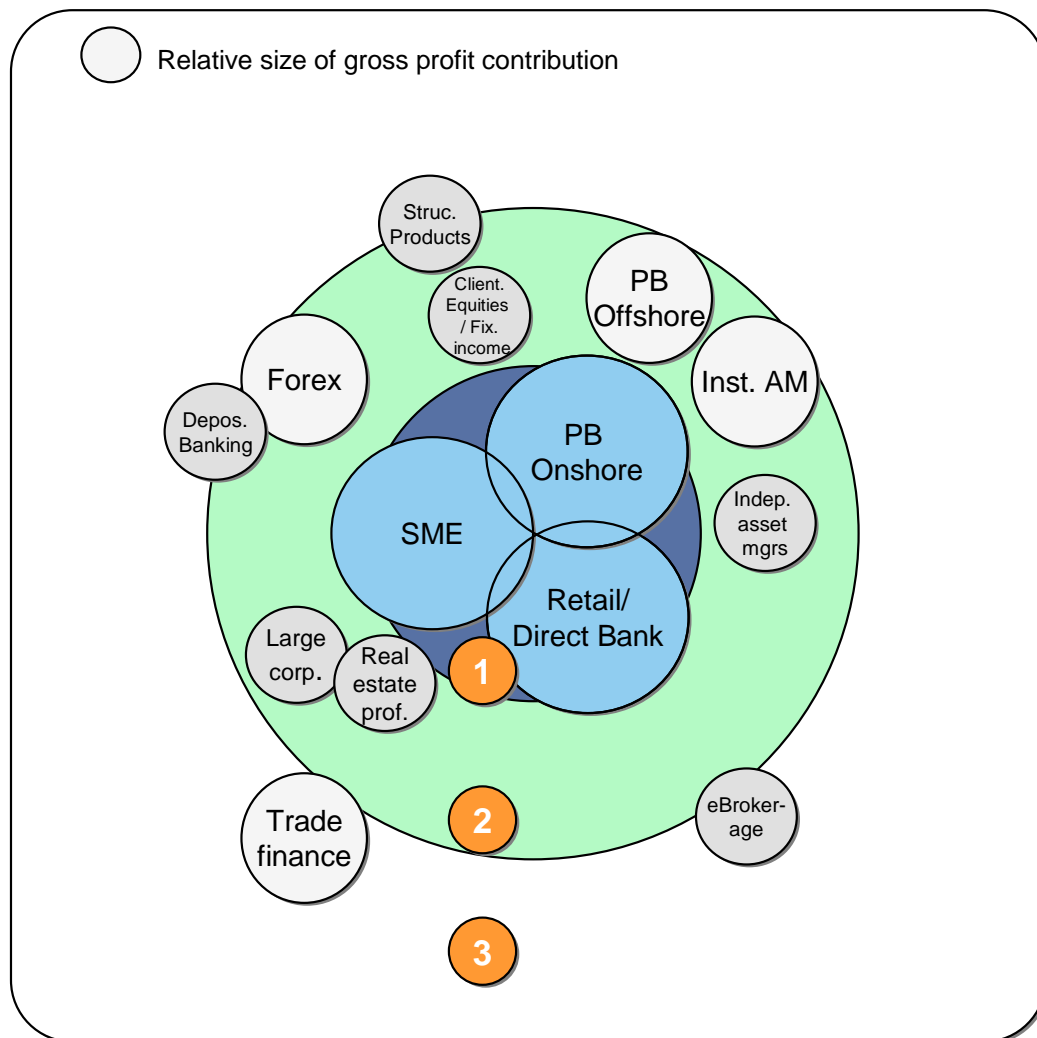 Relative size of gross profit contribution
Struc.
Products
Client.
Equities
/ Fix.
income
PB
Offshore
Forex
Inst. AM
Depos.
Banking
PB
Onshore
SME
Indep.
asset
mgrs
Retail/
Direct Bank
Large
corp.
Real
estate
prof.
1
2
Trade
finance
eBroker-
age
3